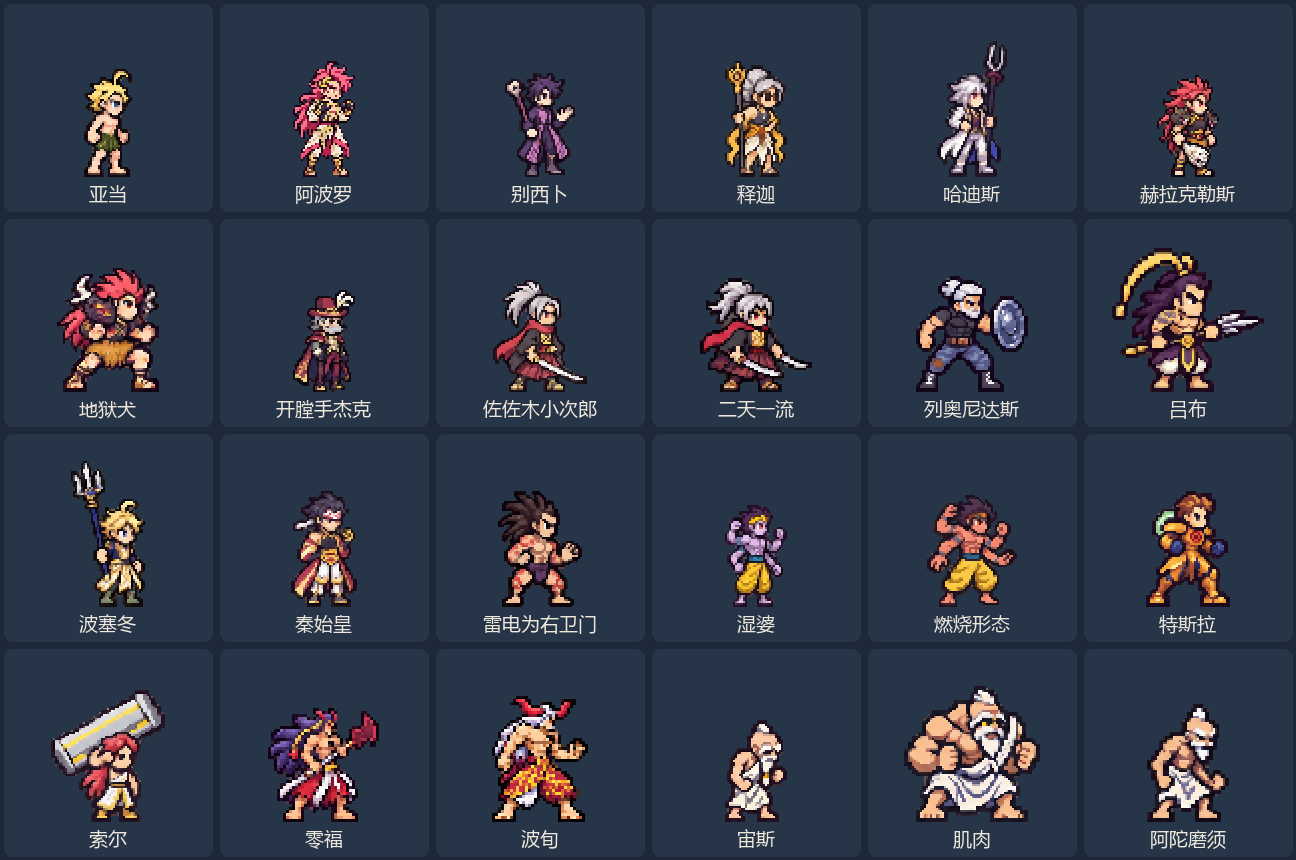 亚当
阿波罗
别西卜
释迦
哈迪斯
赫拉克勒斯
地狱犬
开膛手杰克
佐佐木小次郎
二天一流
列奥尼达斯
吕布
波塞冬
秦始皇
雷电为右卫门
湿婆
燃烧形态
特斯拉
索尔
零福
波旬
宙斯
肌肉
阿陀磨须